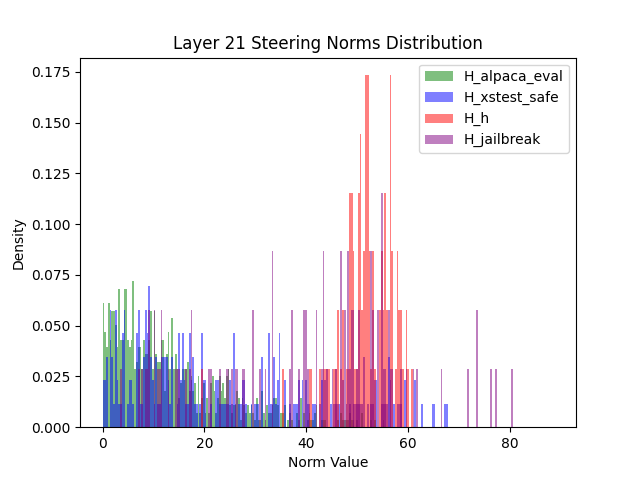 Layer 21 Steering Norms Distribution
H_alpaca_eval
H_xstest_safe
H_h
H_jailbreak
0.175
0.150
0.125
0.100
0.075
0.050
0.025
0.000
Density
0 20 40 60 80
Norm Value